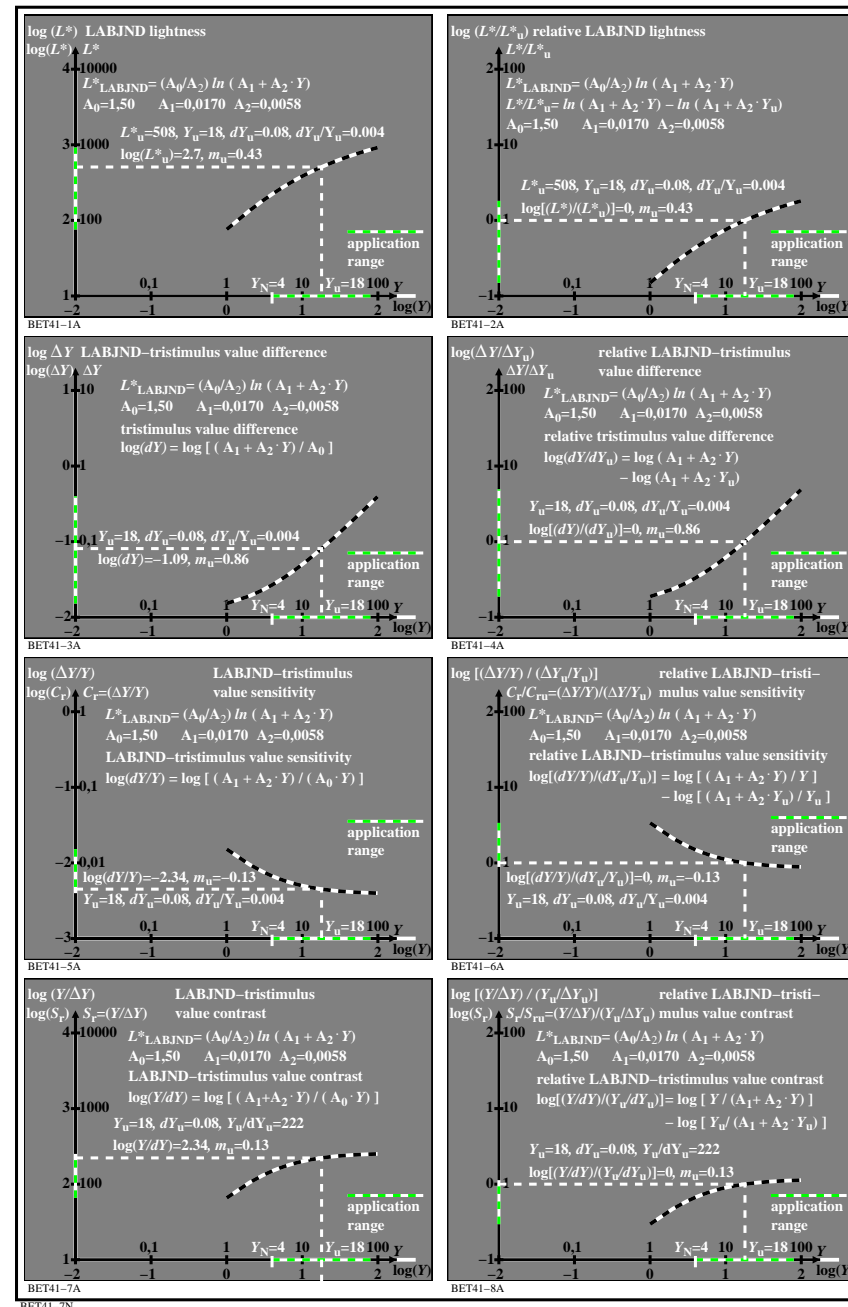 log (L*) LABJND lightness
log(L*) L*
4 10000
L*LABJND= (A0/A2) ln ( A1 + A2·Y)
A0=1,50 A1=0,0170 A2=0,0058
L*u=508, Yu=18, dYu=0.08, dYu/Yu=0.004
3 1000
log(L*u)=2.7, mu=0.43
2 100
application
range
0,1 1 YN=4 10 Yu=18 100 Y
1
−2 −1 0 1 2 log(Y)
BET41−1A
log (L*/L*u) relative LABJND lightness
L*/L*u
2 100
L*LABJND= (A0/A2) ln ( A1 + A2·Y)
L*/L*u= ln ( A1 + A2·Y) − ln ( A1 + A2·Yu)
A0=1,50 A1=0,0170 A2=0,0058
1 10
L*u=508, Yu=18, dYu=0.08, dYu/Yu=0.004
log[(L*)/(L*u)]=0, mu=0.43
0 1
application
range
0,1 1 YN=4 10 Yu=18 100 Y
−1
−2 −1 0 1 2 log(Y)
BET41−2A
log ΔY LABJND−tristimulus value difference
log(ΔY) ΔY
1 10
L*LABJND= (A0/A2) ln ( A1 + A2·Y)
A0=1,50 A1=0,0170 A2=0,0058
tristimulus value difference
log(dY) = log [ ( A1 + A2·Y) / A0 ]
0 1
−1 0,1
Yu=18, dYu=0.08, dYu/Yu=0.004
log(dY)=−1.09, mu=0.86
application
range
0,1 1 YN=4 10 Yu=18 100 Y
−2
−2 −1 0 1 2 log(Y)
BET41−3A
log(ΔY/ΔYu) relative LABJND−tristimulus
ΔY/ΔYu value difference
2 100
L*LABJND= (A0/A2) ln ( A1 + A2·Y)
A0=1,50 A1=0,0170 A2=0,0058
relative tristimulus value difference
log(dY/dYu) = log ( A1 + A2·Y)
1 10
− log (A1 + A2·Yu)
Yu=18, dYu=0.08, dYu/Yu=0.004
log[(dY)/(dYu)]=0, mu=0.86
0 1
application
range
0,1 1 YN=4 10 Yu=18 100 Y
−1
−2 −1 0 1 2 log(Y)
BET41−4A
log (ΔY/Y) LABJND−tristimulus
log(Cr) Cr=(ΔY/Y) value sensitivity
0 1
L*LABJND= (A0/A2) ln ( A1 + A2·Y)
A0=1,50 A1=0,0170 A2=0,0058
LABJND−tristimulus value sensitivity
log(dY/Y) = log [ ( A1 + A2·Y) / ( A0·Y) ]
−1 0,1
application
range
−2 0,01
log(dY/Y)=−2.34, mu=−0.13
Yu=18, dYu=0.08, dYu/Yu=0.004
0,1 1 YN=4 10 Yu=18 100 Y
−3
−2 −1 0 1 2 log(Y)
BET41−5A
log [(ΔY/Y) / (ΔYu/Yu)] relative LABJND−tristi−
Cr/Cru=(ΔY/Y)/(ΔY/Yu) mulus value sensitivity
2 100
L*LABJND= (A0/A2) ln ( A1 + A2·Y)
A0=1,50 A1=0,0170 A2=0,0058
relative LABJND−tristimulus value sensitivity
log[(dY/Y)/(dYu/Yu)] = log [ ( A1 + A2·Y) / Y ]
1 10
− log [ ( A1 + A2·Yu) / Yu ]
application
range
0 1
log[(dY/Y)/(dYu/Yu)]=0, mu=−0.13
Yu=18, dYu=0.08, dYu/Yu=0.004
0,1 1 YN=4 10 Yu=18 100 Y
−1
−2 −1 0 1 2 log(Y)
BET41−6A
log (Y/ΔY) LABJND−tristimulus
log(Sr) Sr=(Y/ΔY) value contrast
4 10000
L*LABJND= (A0/A2) ln ( A1 + A2·Y)
A0=1,50 A1=0,0170 A2=0,0058
LABJND−tristimulus value contrast
log(Y/dY) = log [ ( A1+A2·Y) / ( A0·Y) ]
3 1000
Yu=18, dYu=0.08, Yu/dYu=222
log(Y/dY)=2.34, mu=0.13
2 100
application
range
0,1 1 YN=4 10 Yu=18 100 Y
1
−2 −1 0 1 2 log(Y)
BET41−7A
log [(Y/ΔY) / (Yu/ΔYu)] relative LABJND−tristi−
log(Sr) Sr/Sru=(Y/ΔY)/(Yu/ΔYu) mulus value contrast
2 100
L*LABJND= (A0/A2) ln ( A1 + A2·Y)
A0=1,50 A1=0,0170 A2=0,0058
relative LABJND−tristimulus value contrast
log[(Y/dY)/(Yu/dYu)]= log [ Y / (A1+ A2·Y) ]
1 10
− log [ Yu/ (A1 + A2·Yu) ]
Yu=18, dYu=0.08, Yu/dYu=222
log[(Y/dY)/(Yu/dYu)]=0, mu=0.13
0 1
application
range
0,1 1 YN=4 10 Yu=18 100 Y
−1
−2 −1 0 1 2 log(Y)
BET41−8A
BET41−7N